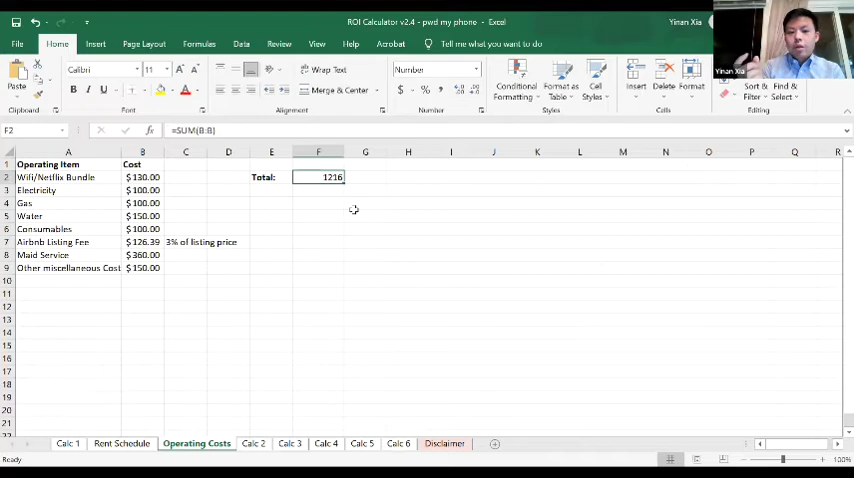 ROI Calculator v2.4 - pwd my phone - Excel
Yinan Xia
File Home Insert Page Layout Formulas Data Review View Help Acrobat Tell me what you want to do
Yinan Xia
Paste
Calibri 11 A A
Wrap Text
Number
B I U A
Merge & Center
$ % ,
Conditional Formatting
Format as Table
Cell Styles
Insert Delete Format
Sort & Filter
Find & Select
Clipboard Font Alignment Number Styles Cells Editing
F2 fx =SUM(B:B)
A B C D E F G H I J K L M N O P Q R
1 Operating Item Cost
2 Wifi/Netflix Bundle $130.00 Total: 1216
3 Electricity $100.00
4 Gas $100.00
5 Water $150.00
6 Consumables $100.00
7 Airbnb Listing Fee $126.39 3% of listing price
8 Maid Service $360.00
9 Other miscellaneous Cost $150.00
10
11
12
13
14
15
16
17
18
19
20
21
22
Calc 1 Rent Schedule Operating Costs Calc 2 Calc 3 Calc 4 Calc 5 Calc 6 Disclaimer
Ready 100%